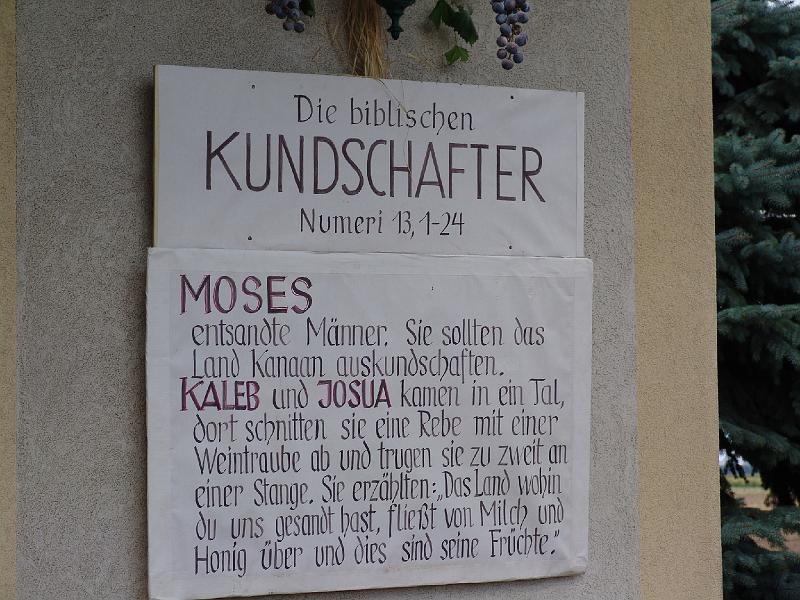 Die biblischen
KUNDSCHAFTER
Numeri 13, 1-24
MOSES
entsandte Männer. Sie sollten das
Land Kanaan auskundschaften.
KALEB und JOSUA kamen in ein Tal,
dort schnitten sie eine Rebe mit einer
Weintraube ab und trugen sie zu zweit an
einer Stange. Sie erzählten: „Das Land wohin
du uns gesandt hast, fließt von Milch und
Honig über und dies sind seine Früchte."